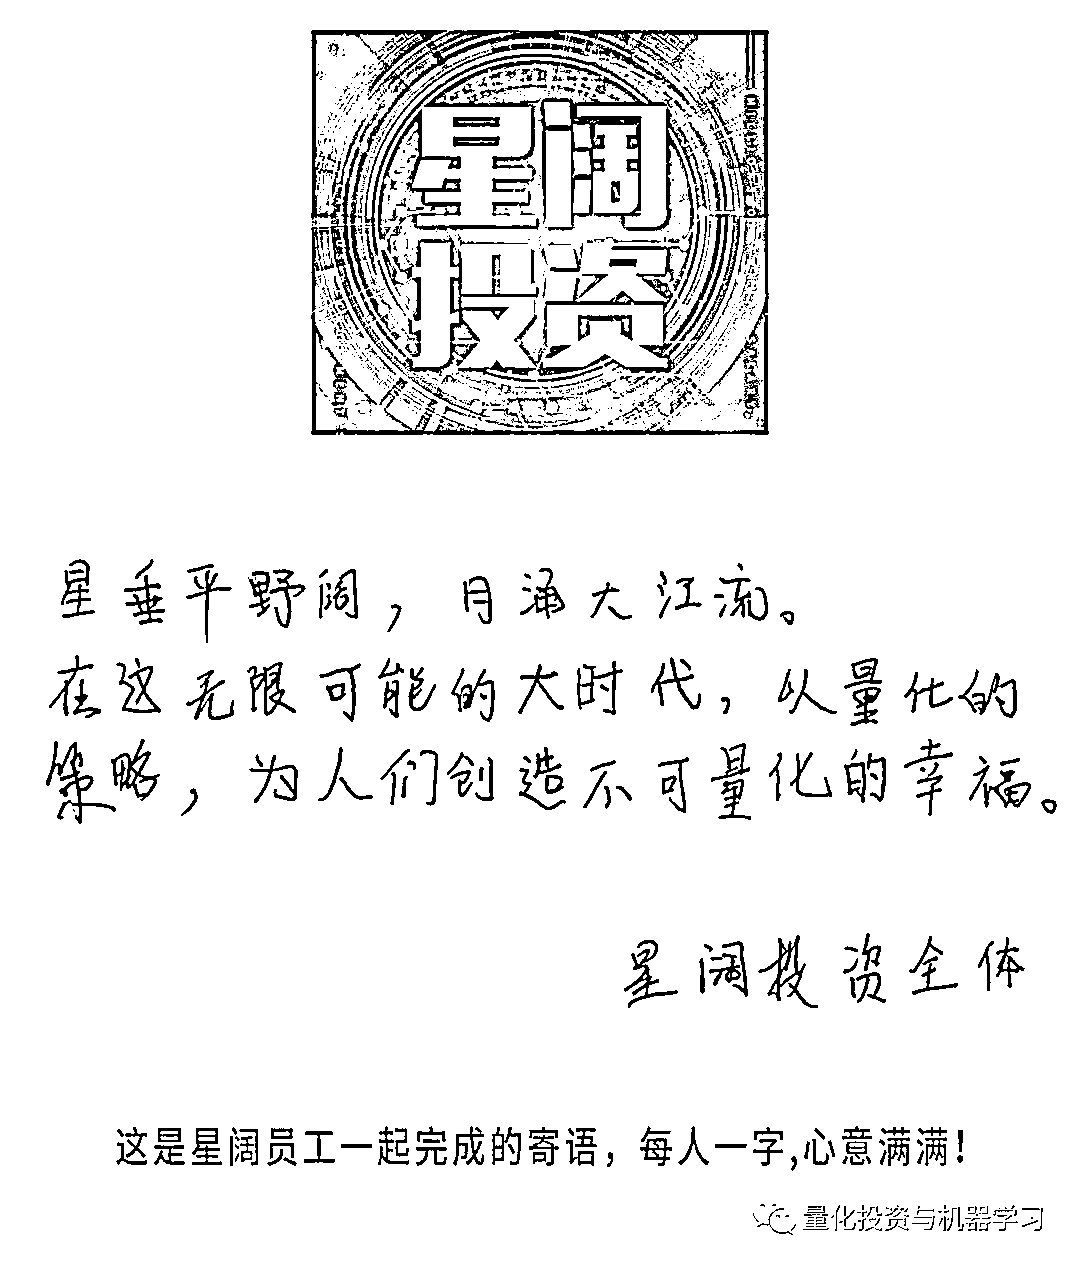 星阔
投资
星垂平野阔，月涌大江流。
在这无限可能的大时代，以量化的
策略，为人们创造不可量化的幸福。
星阔投资全体
这是星阔员工一起完成的寄语，每人一字,心意满满！
量化投资与机器学习